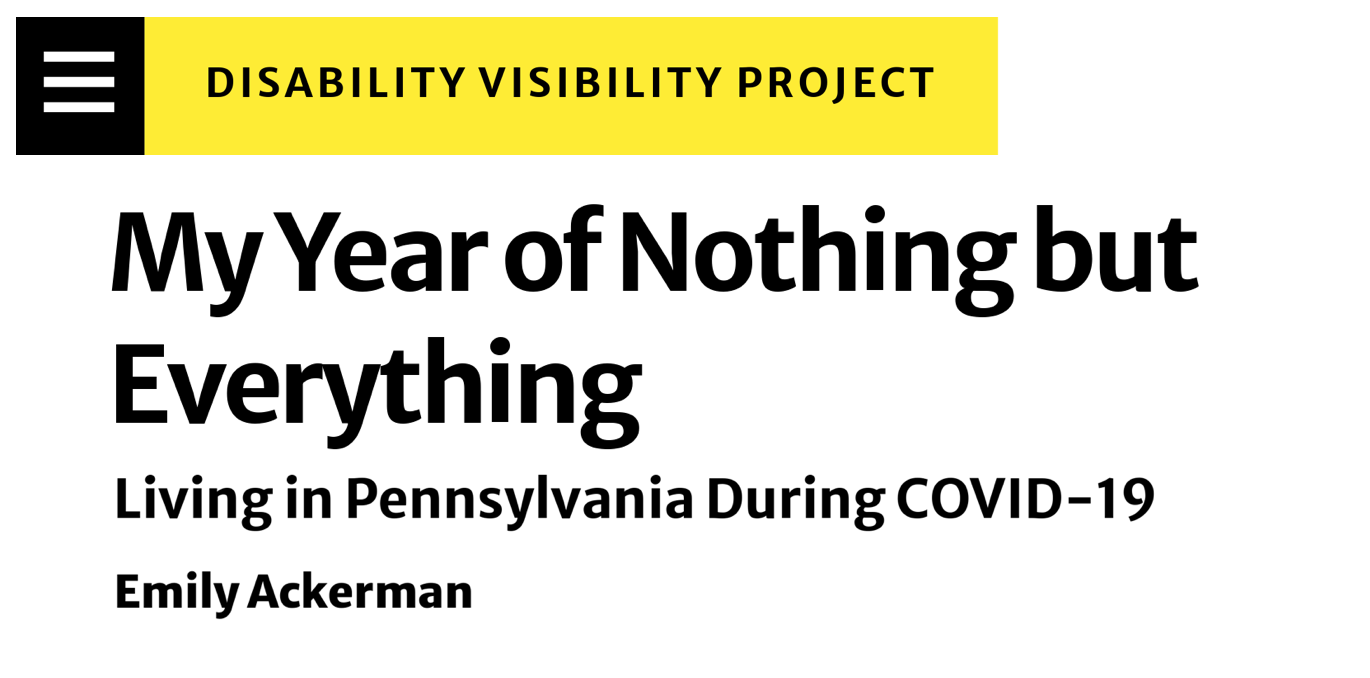 DISABILITY VISIBILITY PROJECT
My Year of Nothing but
Everything
Living in Pennsylvania During COVID-19
Emily Ackerman